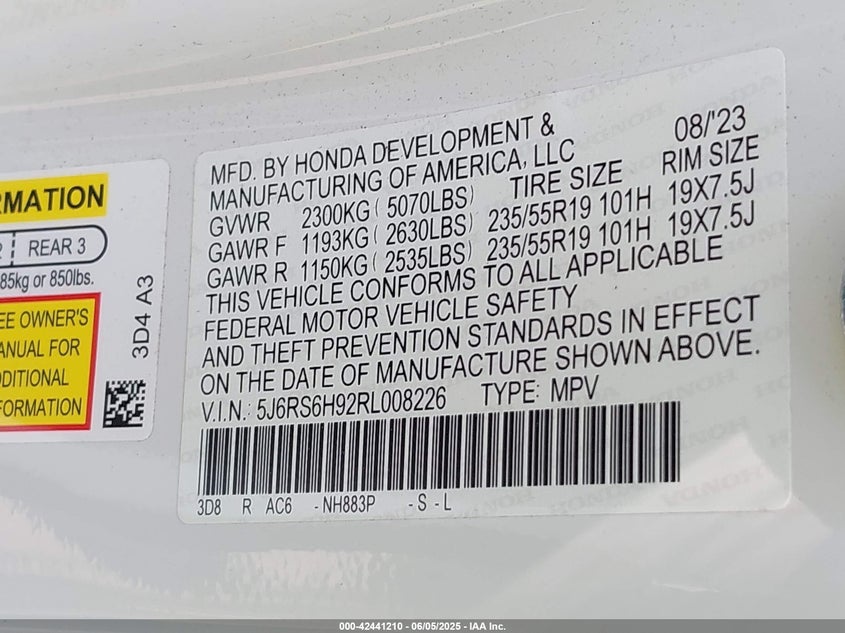 RMATION
2 REAR 3
85kg or 850lbs.
EE OWNER'S
ANUAL FOR
DDITIONAL
FORMATION
3D4 A3
MFD. BY HONDA DEVELOPMENT &
MANUFACTURING OF AMERICA, LLC
08/'23
GVWR 2300KG ( 5070LBS) TIRE SIZE RIM SIZE
GAWR F 1193KG ( 2630LBS) 235/55R19 101H 19X7.5J
GAWR R 1150KG ( 2535LBS) 235/55R19 101H 19X7.5J
THIS VEHICLE CONFORMS TO ALL APPLICABLE
FEDERAL MOTOR VEHICLE SAFETY
AND THEFT PREVENTION STANDARDS IN EFFECT
ON THE DATE OF MANUFACTURE SHOWN ABOVE.
V.I.N.: 5J6RS6H92RL008226 TYPE: MPV
3D8 R AC6 - NH883P - S - L
000-42441210 - 06/05/2025 - IAA Inc.